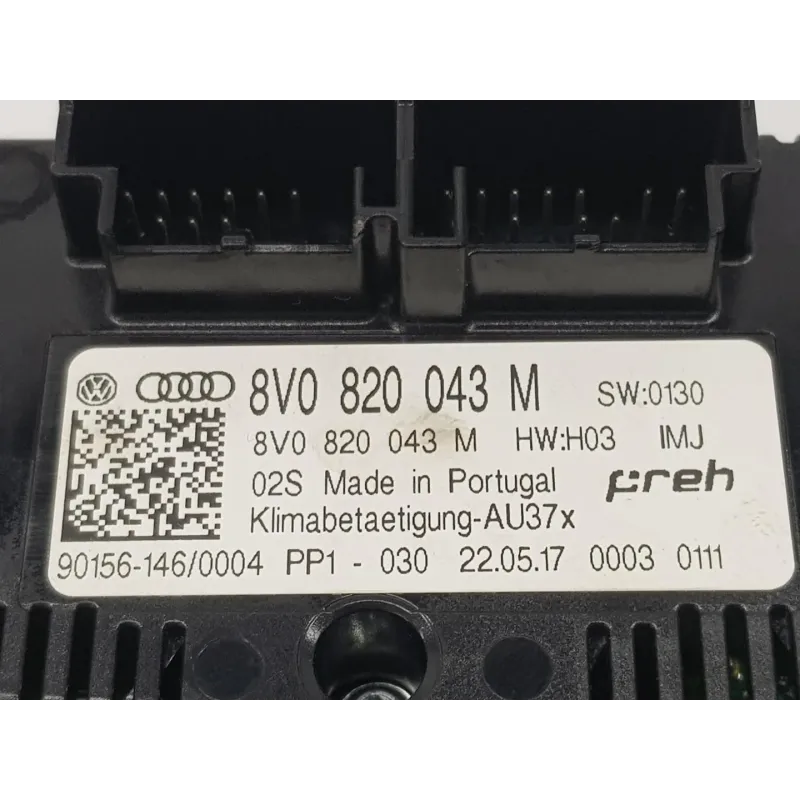 8V0 820 043 M SW:0130
8V0 820 043 M HW:H03 IMJ
02S Made in Portugal preh
Klimabetaetigung-AU37x
90156-146/0004 PP1 - 030 22.05.17 0003 0111